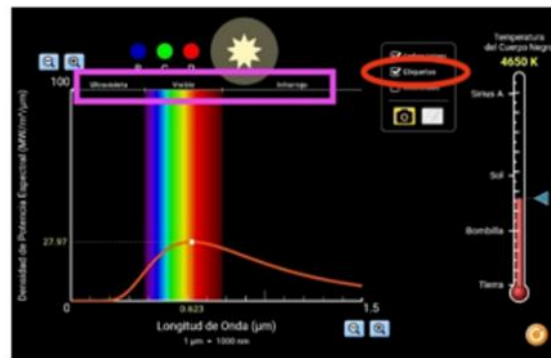 B G R
100
Ultravioleta Visible Infrarrojo
Densidad de Potencia Espectral (MW/m²/μm)
27.97
0
0.623
1.5
Longitud de Onda (μm)
1 μm = 1000 nm
Etiquetas
Temperatura
del Cuerpo Negro
4650 K
Sirius A
Sol
Bombilla
Tierra